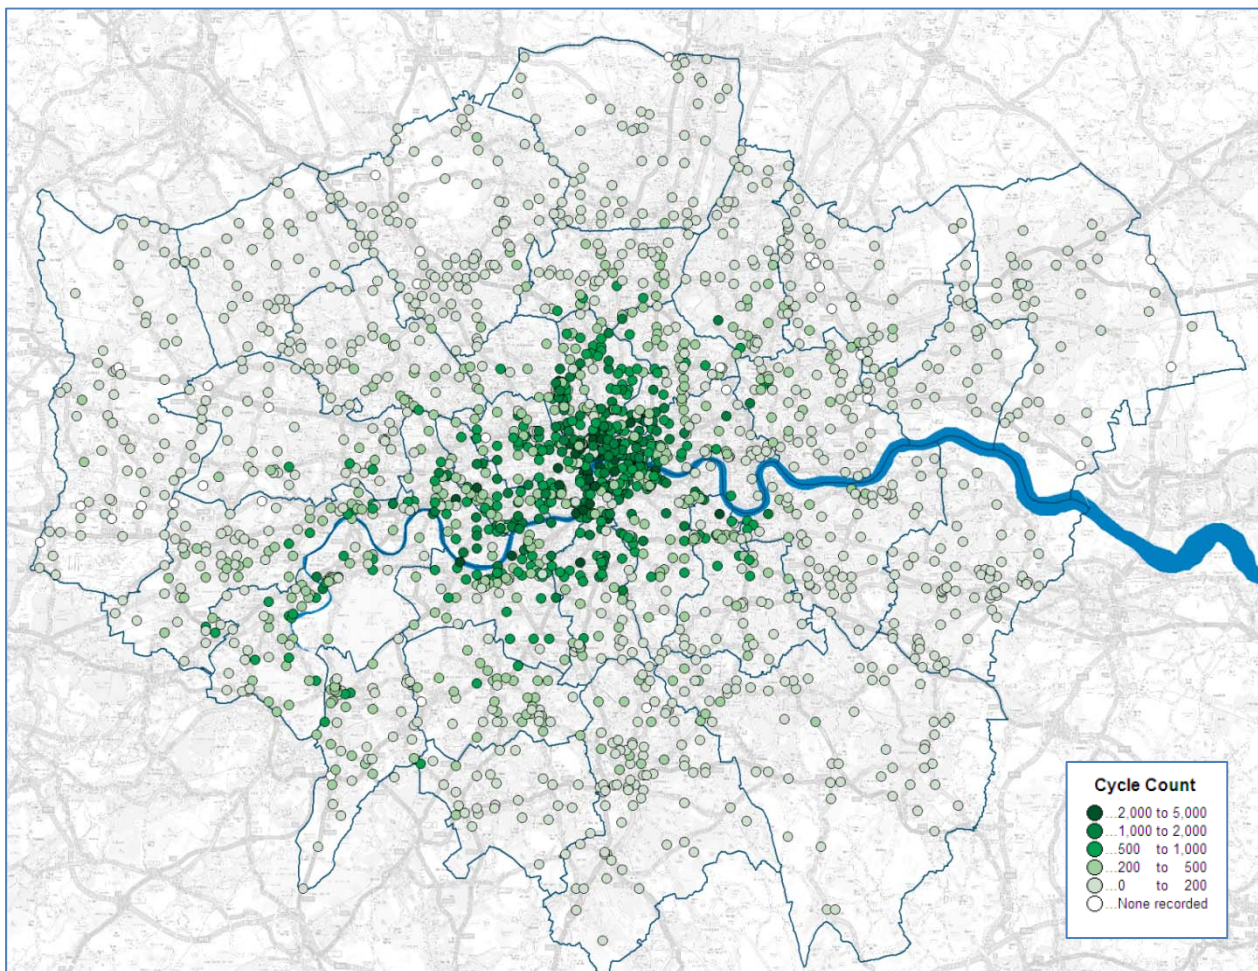 Cycle Count
...2,000 to 5,000
...1,000 to 2,000
...500 to 1,000
...200 to 500
...0 to 200
...None recorded